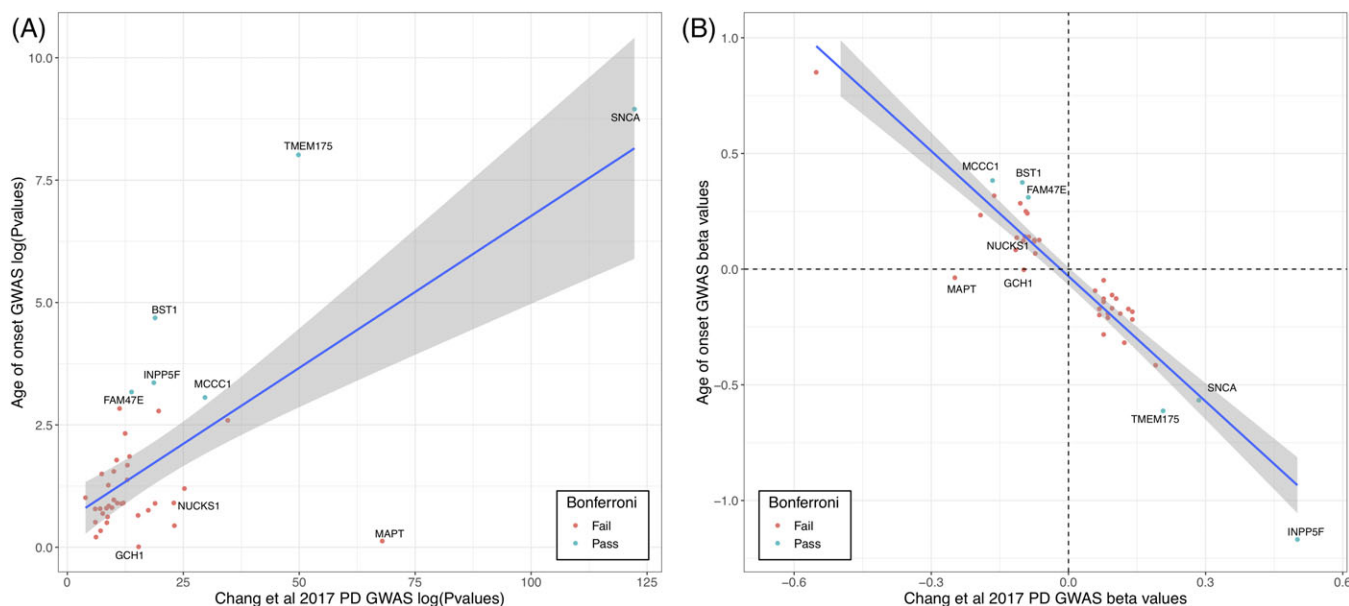 (A)
10.0
7.5
5.0
2.5
0.0
Age of onset GWAS log(Pvalues)
SNCA
TMEM175
BST1
INPP5F
FAM47E
MCCC1
NUCKS1
MAPT
GCH1
Bonferroni
Fail
Pass
0
25
50
75
100
125
Chang et al 2017 PD GWAS log(Pvalues)
(B)
1.0
0.5
0.0
−0.5
−1.0
Age of onset GWAS beta values
MCCC1
BST1
FAM47E
NUCKS1
MAPT
GCH1
SNCA
TMEM175
INPP5F
Bonferroni
Fail
Pass
−0.6
−0.3
0.0
0.3
0.6
Chang et al 2017 PD GWAS beta values